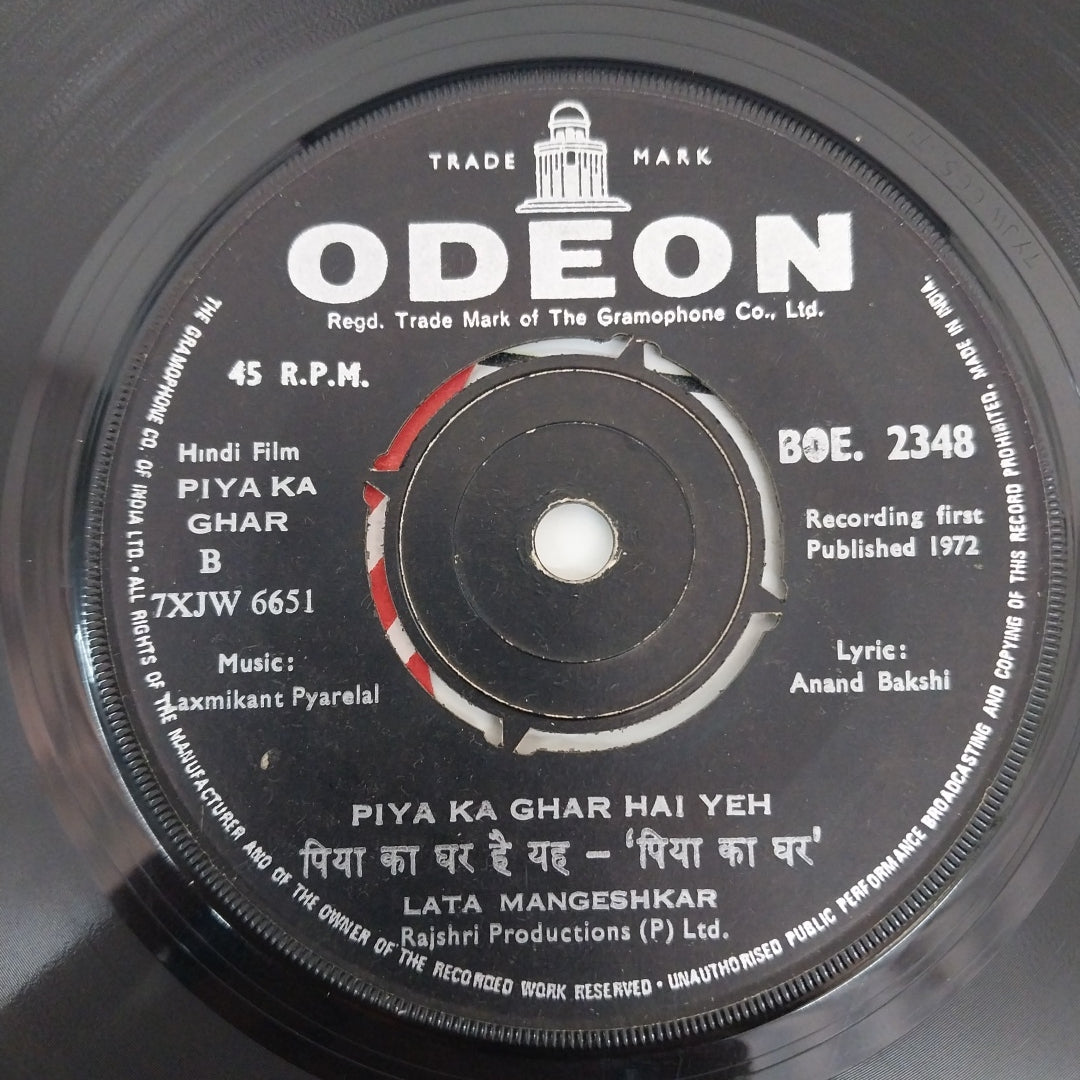 TRADE MARK
ODEON
Regd. Trade Mark of The Gramophone Co., Ltd.
45 R.P.M.
Hindi Film
PIYA KA
GHAR
B
7XJW 6651
Music:
Laxmikant Pyarelal
BOE. 2348
Recording first
Published 1972
Lyric:
Anand Bakshi
PIYA KA GHAR HAI YEH
पिया का घर है यह – 'पिया का घर'
LATA MANGESHKAR
Rajshri Productions (P) Ltd.
THE GRAMOPHONE CO. OF INDIA LTD. • ALL RIGHTS OF THE MANUFACTURER AND OF THE OWNER OF THE RECORDED WORK RESERVED • UNAUTHORISED PUBLIC PERFORMANCE BROADCASTING AND COPYING OF THIS RECORD PROHIBITED. MADE IN INDIA.